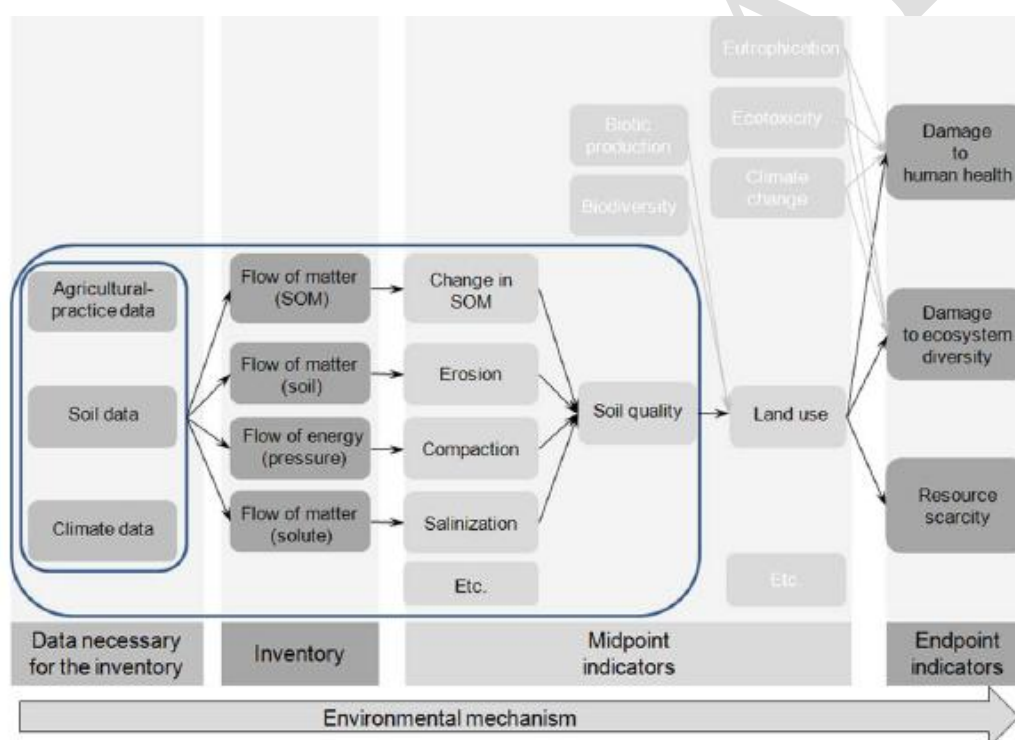 Eutrophication
Ecotoxicity
Climate
change
Biotic
production
Biodiversity
Damage
to
human health
Damage
to ecosystem
diversity
Resource
scarcity
Agricultural-
practice data
Soil data
Climate data
Flow of matter
(SOM)
Flow of matter
(soil)
Flow of energy
(pressure)
Flow of matter
(solute)
Change in
SOM
Erosion
Compaction
Salinization
Etc.
Soil quality
Land use
Etc.
Data necessary
for the inventory
Inventory
Midpoint
indicators
Endpoint
indicators
Environmental mechanism